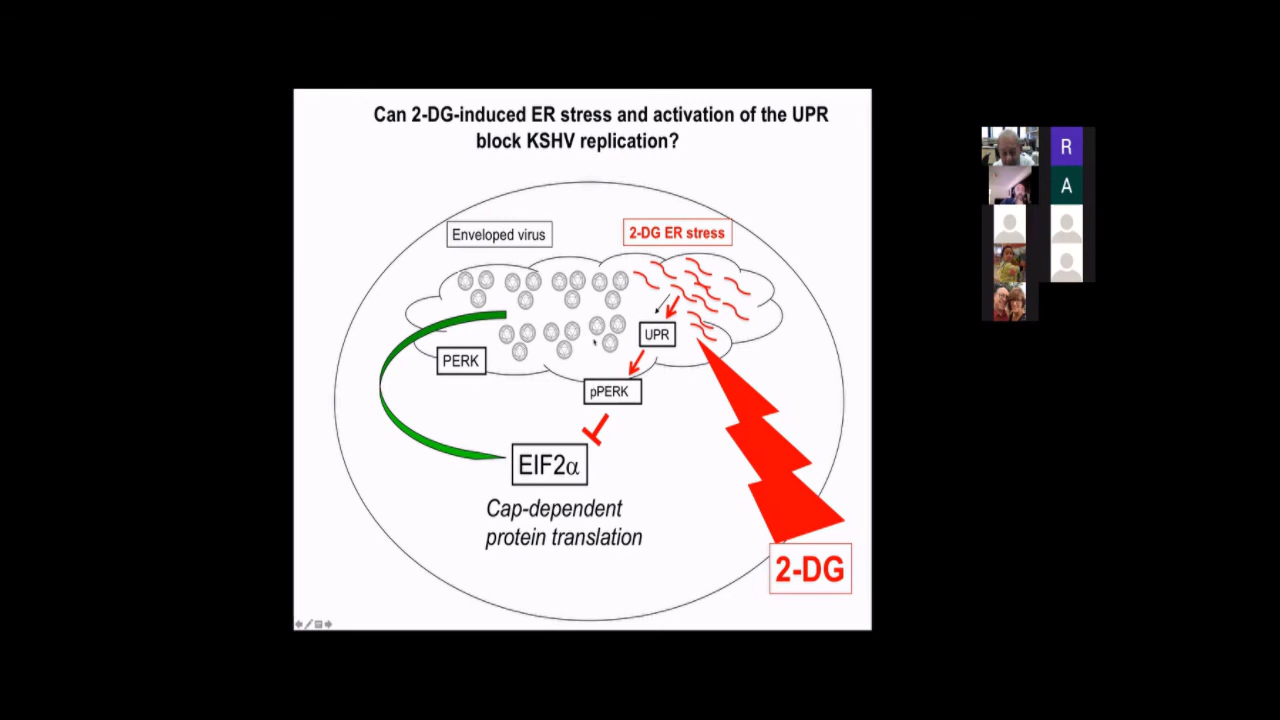 Can 2-DG-induced ER stress and activation of the UPR
block KSHV replication?
Enveloped virus
2-DG ER stress
UPR
PERK
pPERK
EIF2α
Cap-dependent
protein translation
2-DG
R
A